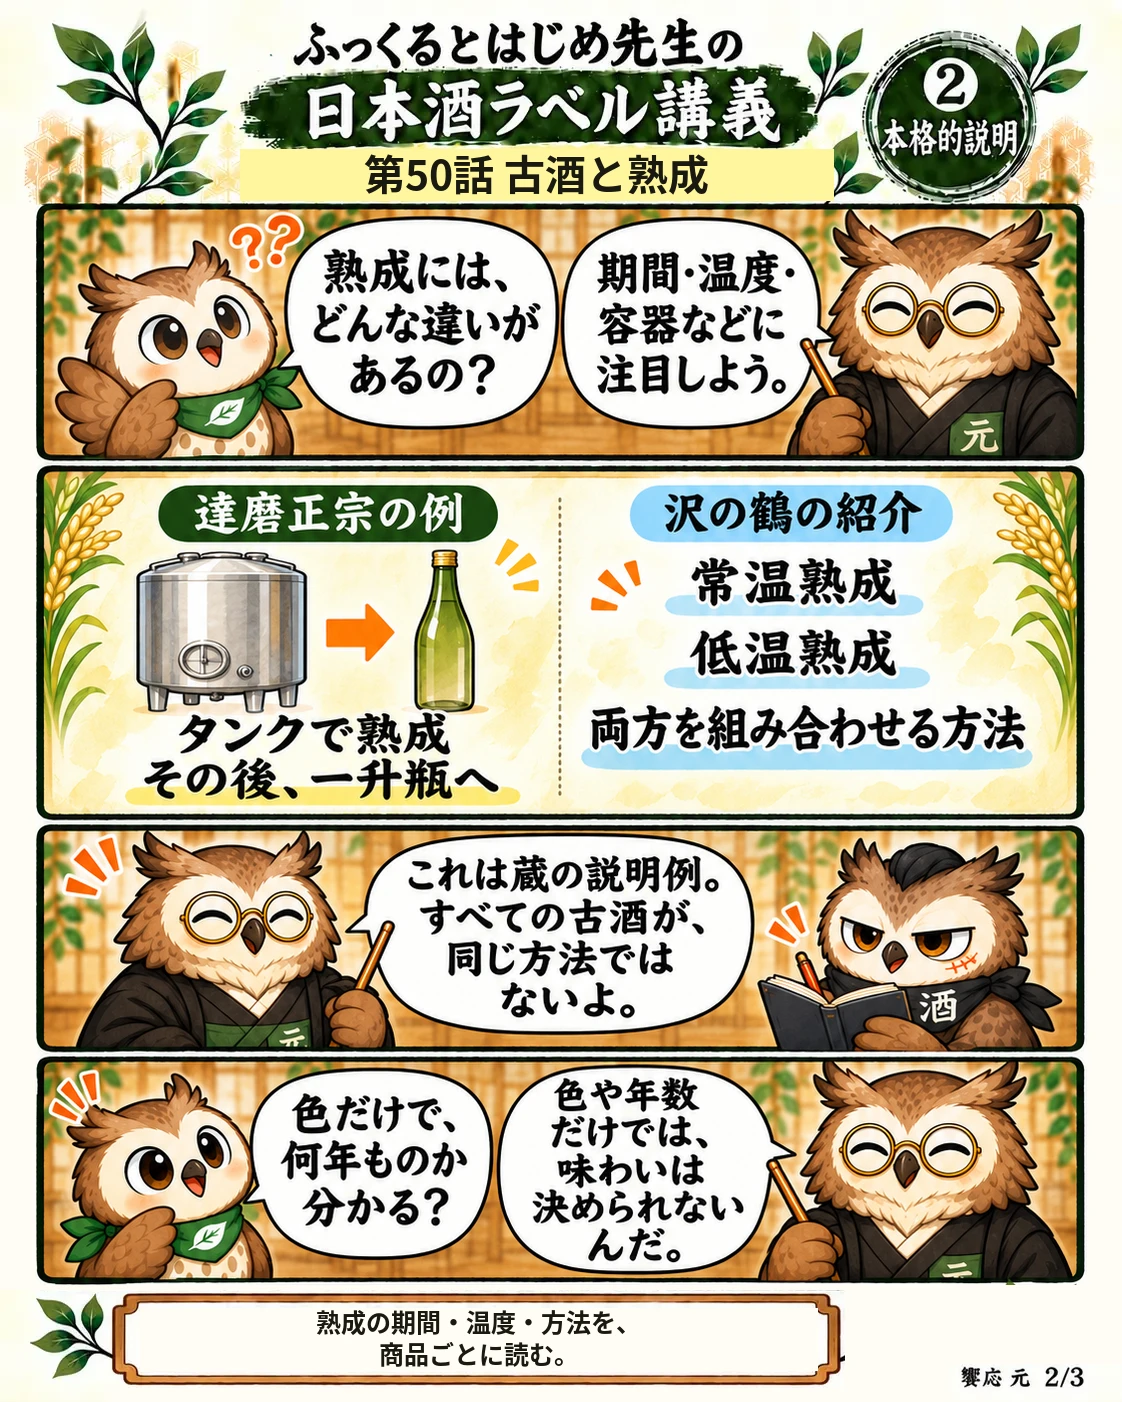 ふっくるとはじめ先生の
日本酒ラベル講義
2
本格的説明
第50話 古酒と熟成
??
熟成には、
どんな違いが
あるの?
期間・温度・
容器などに
注目しよう。
元
達磨正宗の例
タンクで熟成
その後、一升瓶へ
沢の鶴の紹介
常温熟成
低温熟成
両方を組み合わせる方法
これは蔵の説明例。
すべての古酒が、
同じ方法では
ないよ。
元
酒
色だけで、
何年ものか
分かる?
色や年数
だけでは、
味わいは
決められない
んだ。
元
熟成の期間・温度・方法を、
商品ごとに読む。
饗応 元 2/3